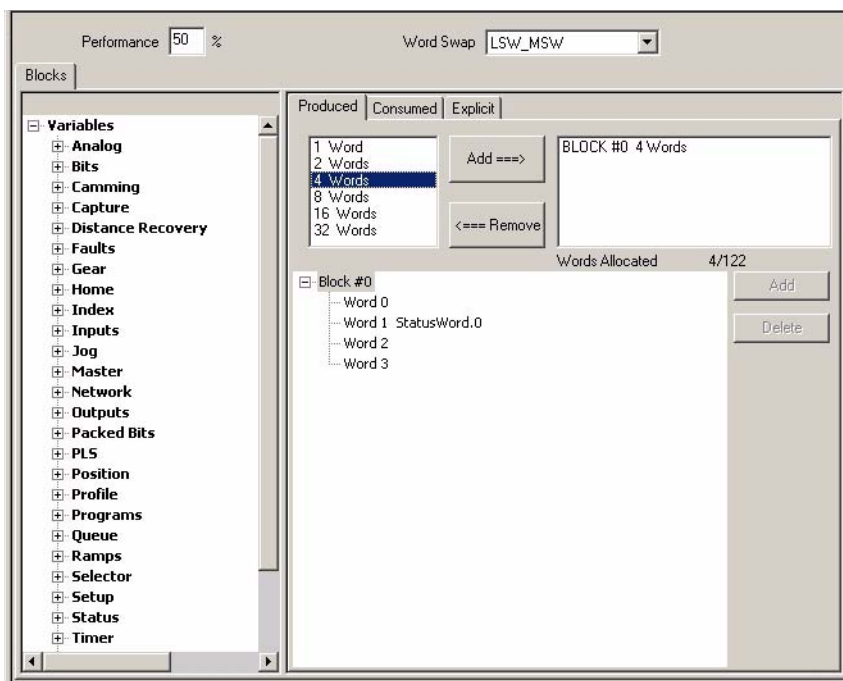 Performance 50 % Word Swap LSW_MSW
Blocks
Variables
Analog
Bits
Camming
Capture
Distance Recovery
Faults
Gear
Home
Index
Inputs
Jog
Master
Network
Outputs
Packed Bits
PLS
Position
Profile
Programs
Queue
Ramps
Selector
Setup
Status
Timer
Produced Consumed Explicit
1 Word
2 Words
4 Words
8 Words
16 Words
32 Words
Add ===>
<=== Remove
BLOCK #0 4 Words
Words Allocated 4/122
Block #0
Word 0
Word 1 StatusWord.0
Word 2
Word 3
Add
Delete